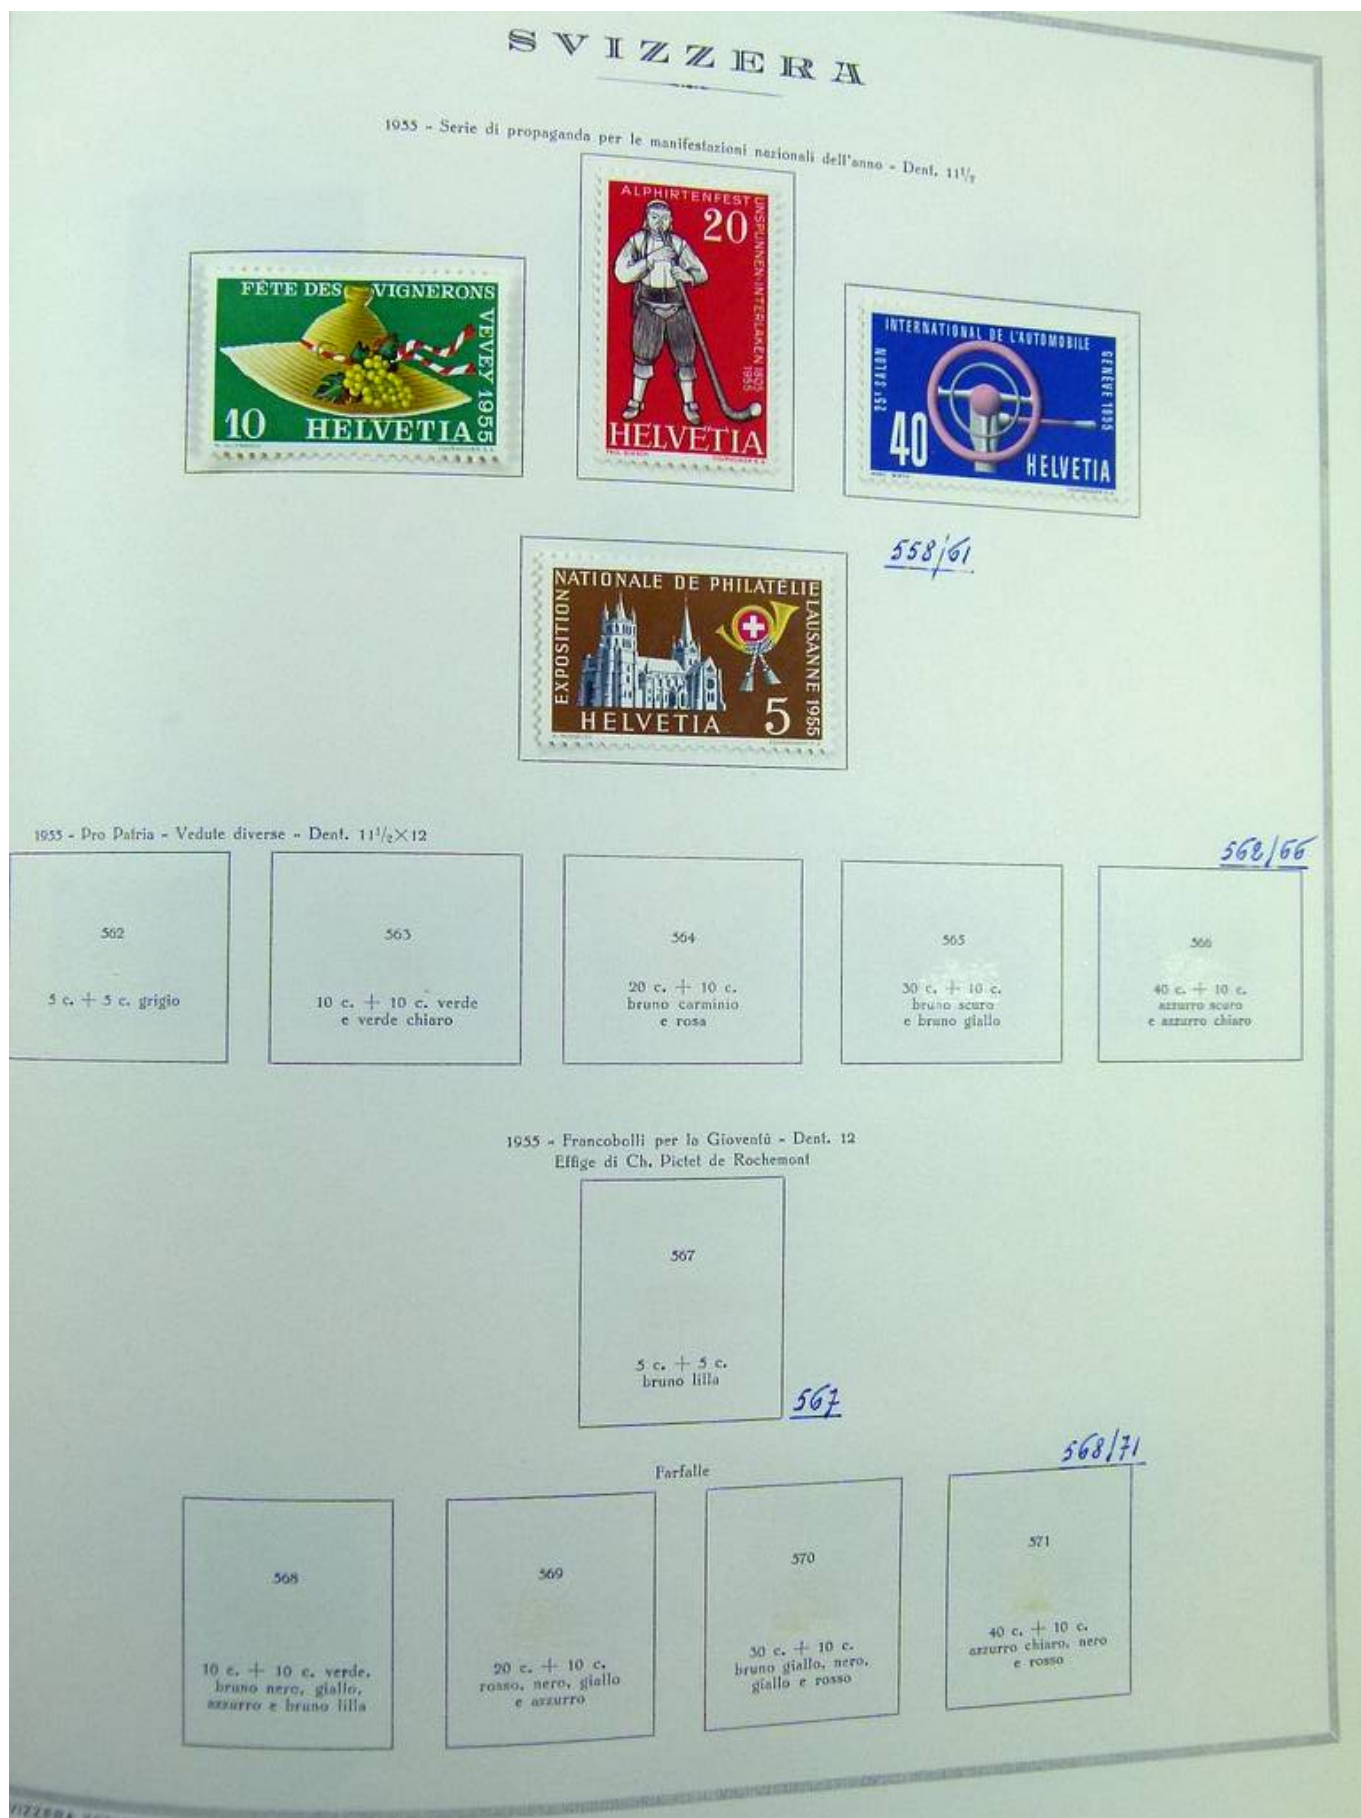 SVIZZERA
1955 - Serie di propaganda per le manifestazioni nazionali dell'anno - Dent. 11½
FÊTE DES VIGNERONS
VEVEY 1955
10 HELVETIA
ALPHIRTENFEST
UNSPUNNEN-INTERLAKEN 1805
1955
20
HELVETIA
INTERNATIONAL DE L'AUTOMOBILE
25e SALON
GENÈVE 1955
40
HELVETIA
558/61
NATIONALE DE PHILATÉLIE
EXPOSITION
LAUSANNE 1955
HELVETIA 5
1955 - Pro Patria - Vedute diverse - Dent. 11½×12
562/66
562
5 c. + 5 c. grigio
563
10 c. + 10 c. verde
e verde chiaro
564
20 c. + 10 c.
bruno carminio
e rosa
565
30 c. + 10 c.
bruno scuro
e bruno giallo
566
40 c. + 10 c.
azzurro scuro
e azzurro chiaro
1955 - Francobolli per la Gioventù - Dent. 12
Effige di Ch. Pictet de Rochemont
567
5 c. + 5 c.
bruno lilla
567
Farfalle
568/71
568
10 c. + 10 c. verde,
bruno nero, giallo,
azzurro e bruno lilla
569
20 c. + 10 c.
rosso, nero, giallo
e azzurro
570
30 c. + 10 c.
bruno giallo, nero,
giallo e rosso
571
40 c. + 10 c.
azzurro chiaro, nero
e rosso